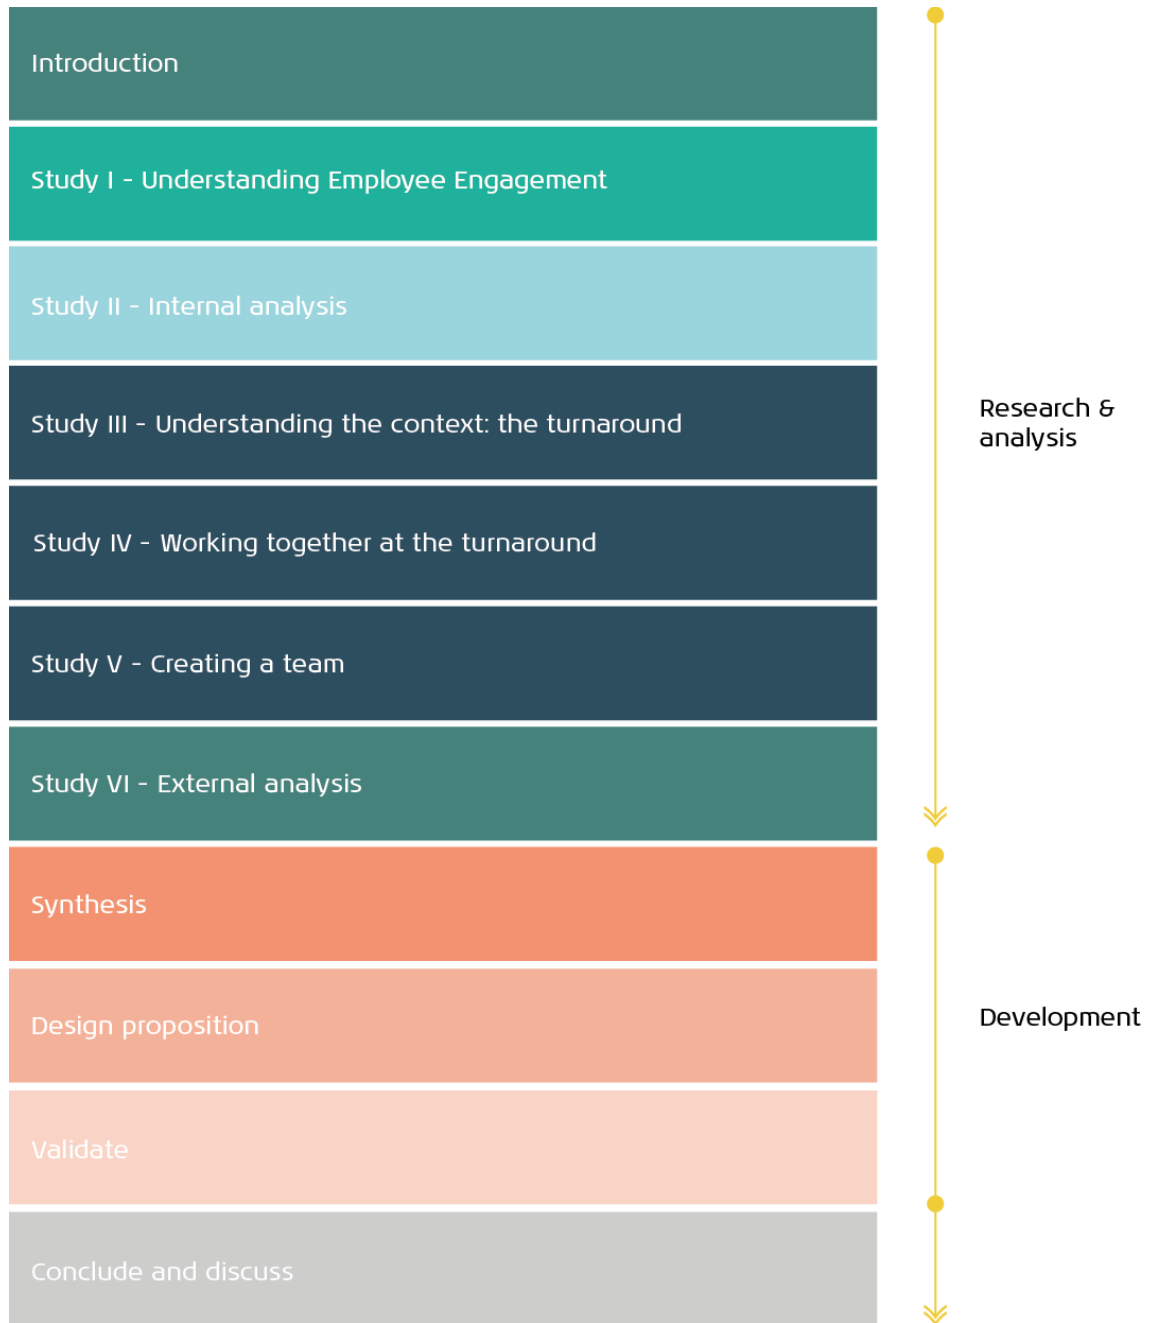 Introduction
Study I - Understanding Employee Engagement
Study II - Internal analysis
Study III - Understanding the context: the turnaround
Study IV - Working together at the turnaround
Study V - Creating a team
Study VI - External analysis
Research &
analysis
Synthesis
Design proposition
Validate
Conclude and discuss
Development